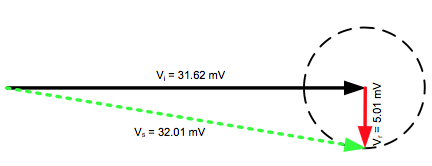 Vi = 31.62 mV
Vr = 5.01 mV
Vs = 32.01 mV